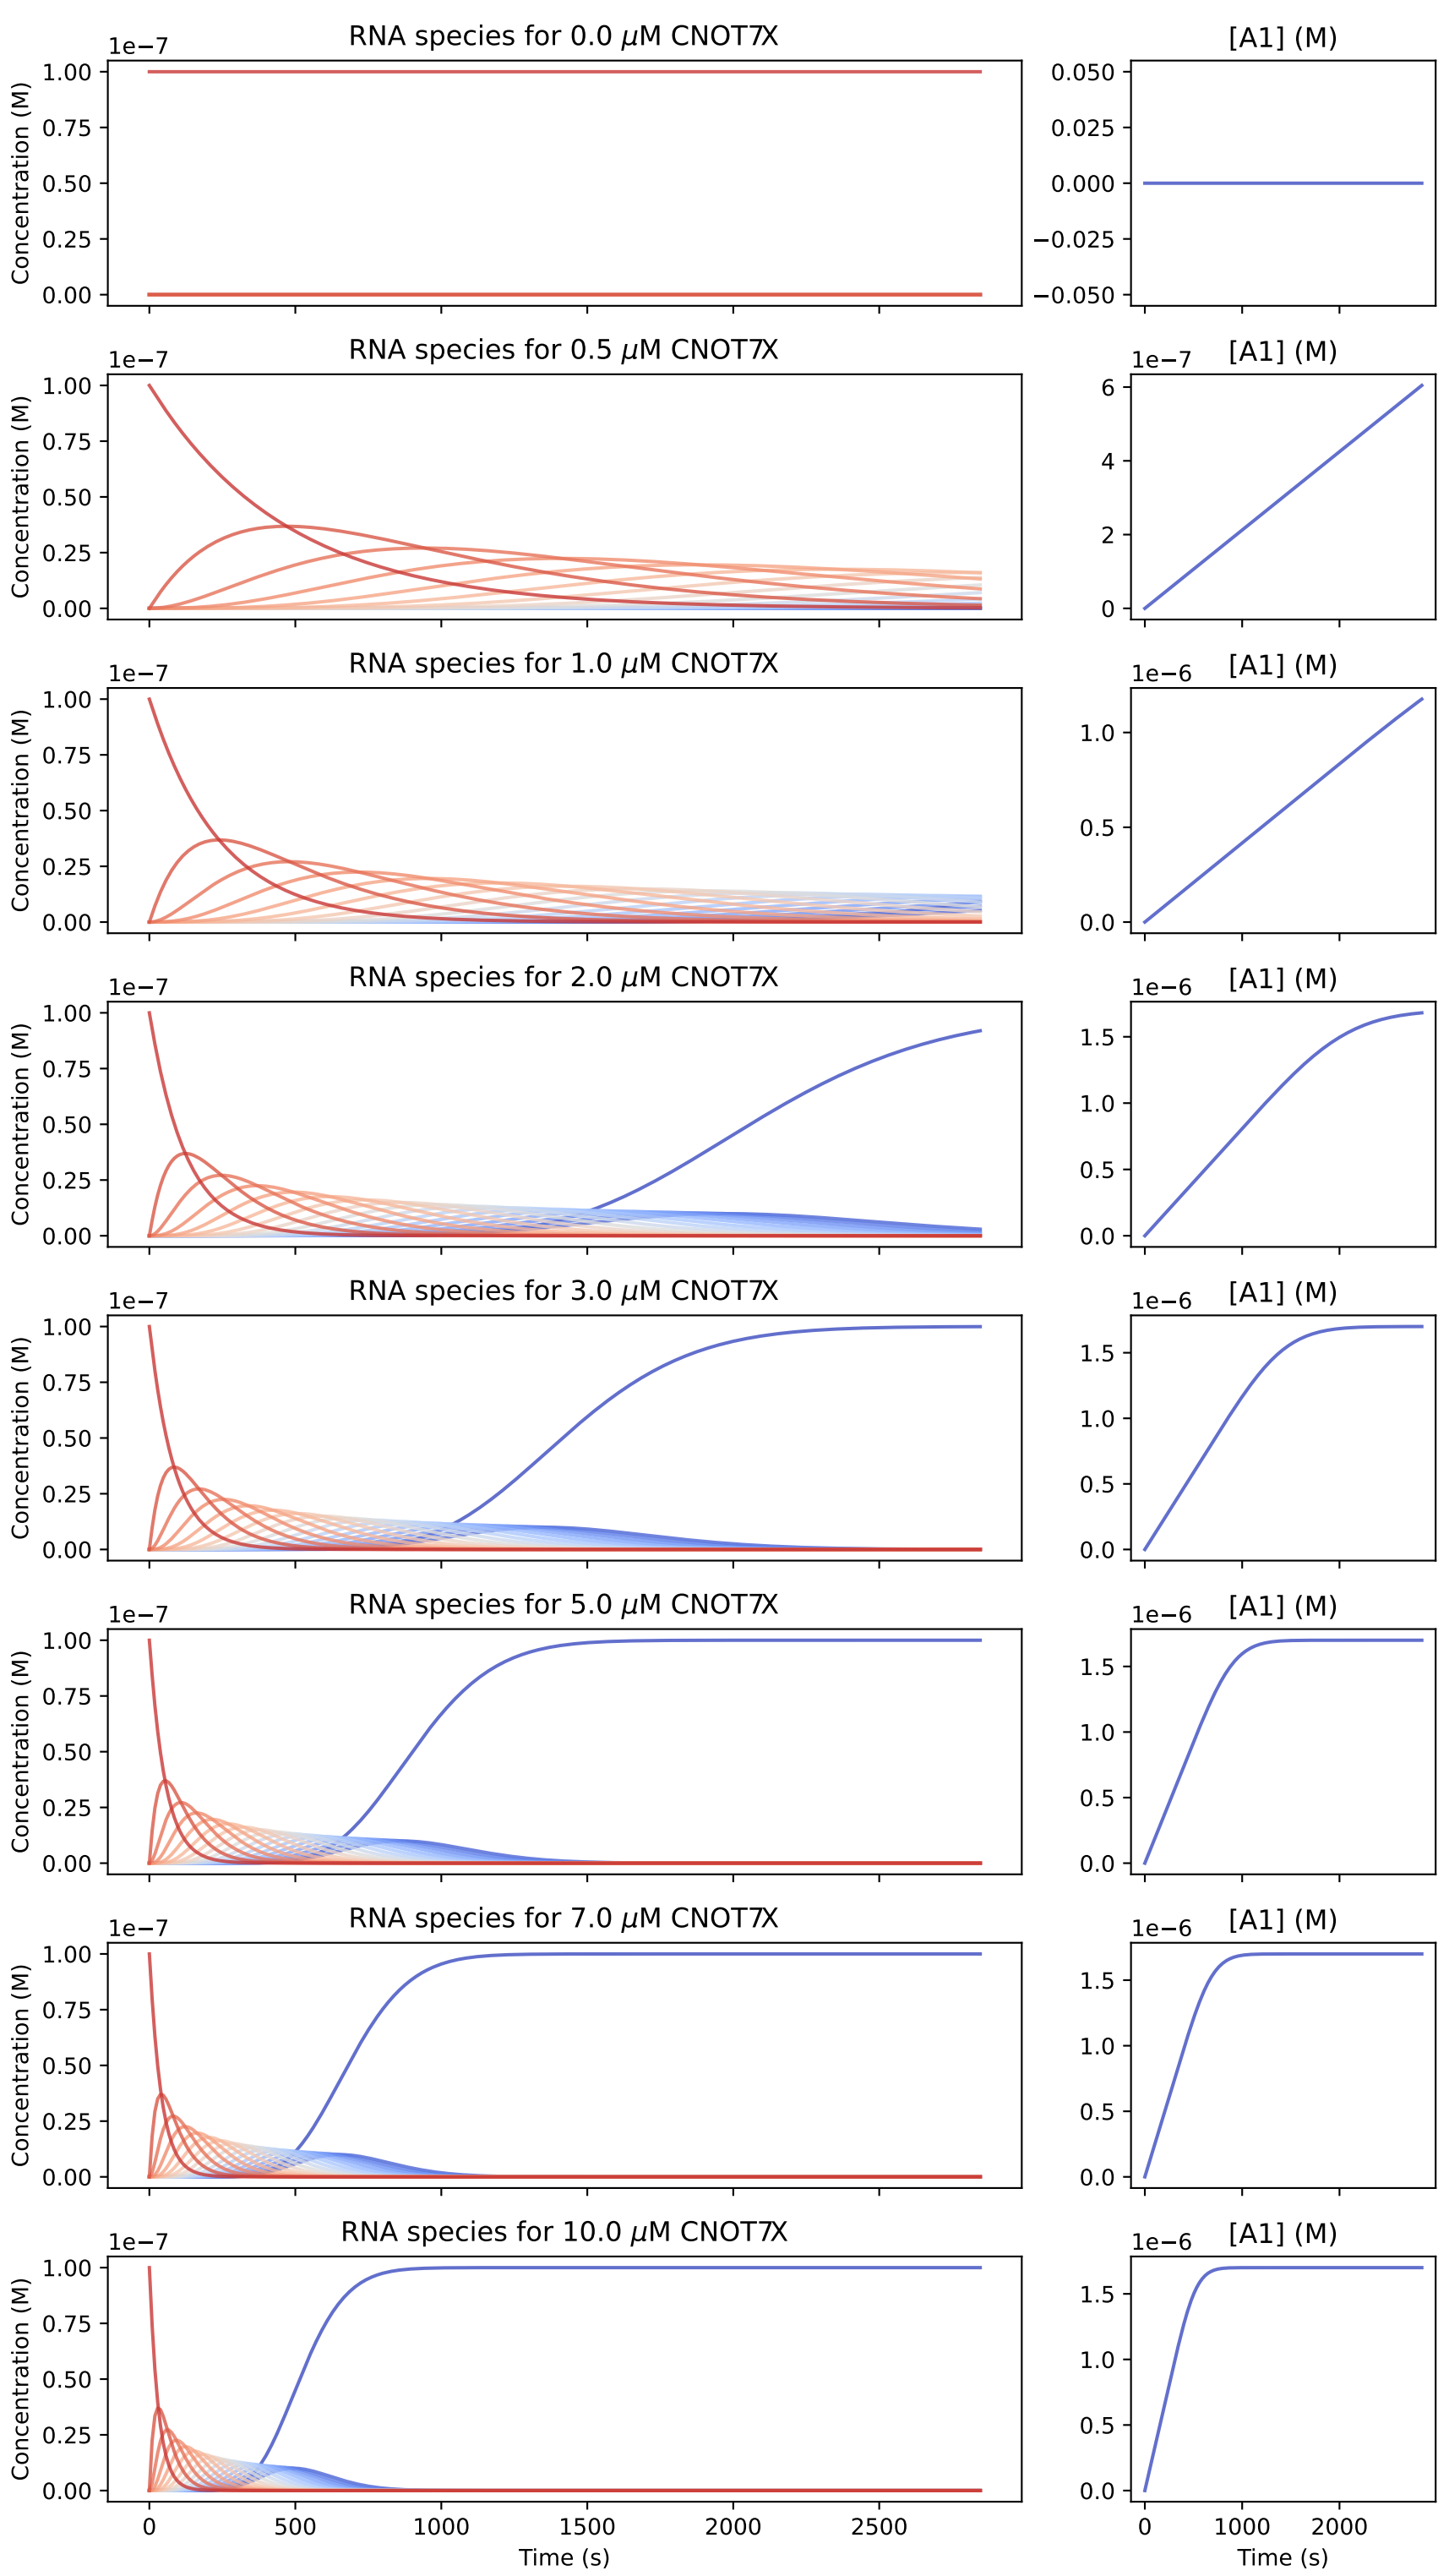 RNA species for 0.0 μM CNOT7X
[A1] (M)
1e−7
1.00
0.75
0.50
0.25
0.00
Concentration (M)
0.050
0.025
0.000
−0.025
−0.050
RNA species for 0.5 μM CNOT7X
[A1] (M)
1e−7
1.00
0.75
0.50
0.25
0.00
Concentration (M)
1e−7
6
4
2
0
RNA species for 1.0 μM CNOT7X
[A1] (M)
1e−7
1.00
0.75
0.50
0.25
0.00
Concentration (M)
1e−6
1.0
0.5
0.0
RNA species for 2.0 μM CNOT7X
[A1] (M)
1e−7
1.00
0.75
0.50
0.25
0.00
Concentration (M)
1e−6
1.5
1.0
0.5
0.0
RNA species for 3.0 μM CNOT7X
[A1] (M)
1e−7
1.00
0.75
0.50
0.25
0.00
Concentration (M)
1e−6
1.5
1.0
0.5
0.0
RNA species for 5.0 μM CNOT7X
[A1] (M)
1e−7
1.00
0.75
0.50
0.25
0.00
Concentration (M)
1e−6
1.5
1.0
0.5
0.0
RNA species for 7.0 μM CNOT7X
[A1] (M)
1e−7
1.00
0.75
0.50
0.25
0.00
Concentration (M)
1e−6
1.5
1.0
0.5
0.0
RNA species for 10.0 μM CNOT7X
[A1] (M)
1e−7
1.00
0.75
0.50
0.25
0.00
Concentration (M)
1e−6
1.5
1.0
0.5
0.0
0 500 1000 1500 2000 2500
Time (s)
0 1000 2000
Time (s)